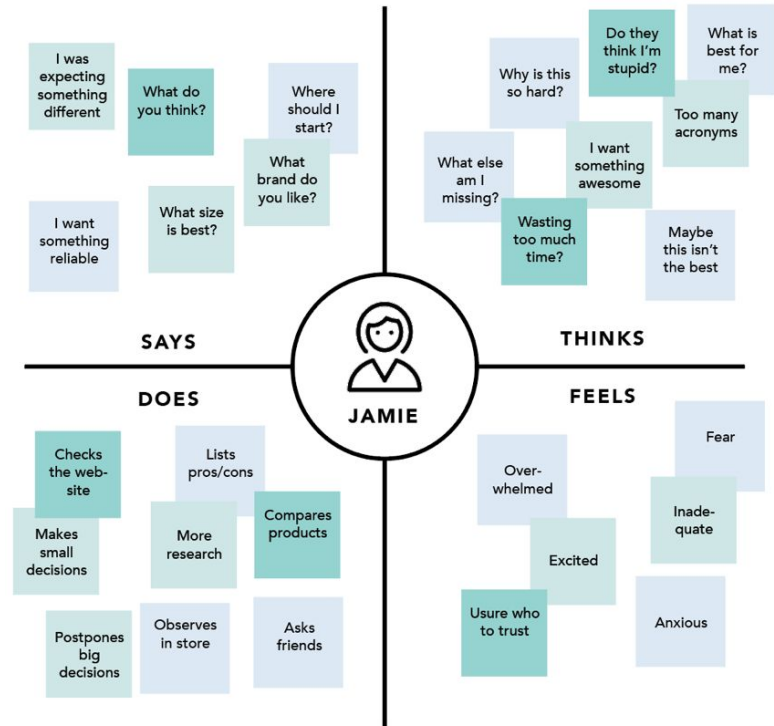 I was
expecting
something
different
What do
you think?
Where
should I
start?
What
brand do
you like?
What size
is best?
I want
something
reliable
SAYS
Do they
think I'm
stupid?
What is
best for
me?
Why is this
so hard?
Too many
acronyms
I want
something
awesome
What else
am I
missing?
Wasting
too much
time?
Maybe
this isn't
the best
THINKS
JAMIE
DOES
Checks
the web-
site
Lists
pros/cons
Compares
products
Makes
small
decisions
More
research
Postpones
big
decisions
Observes
in store
Asks
friends
FEELS
Over-
whelmed
Fear
Inade-
quate
Excited
Usure who
to trust
Anxious